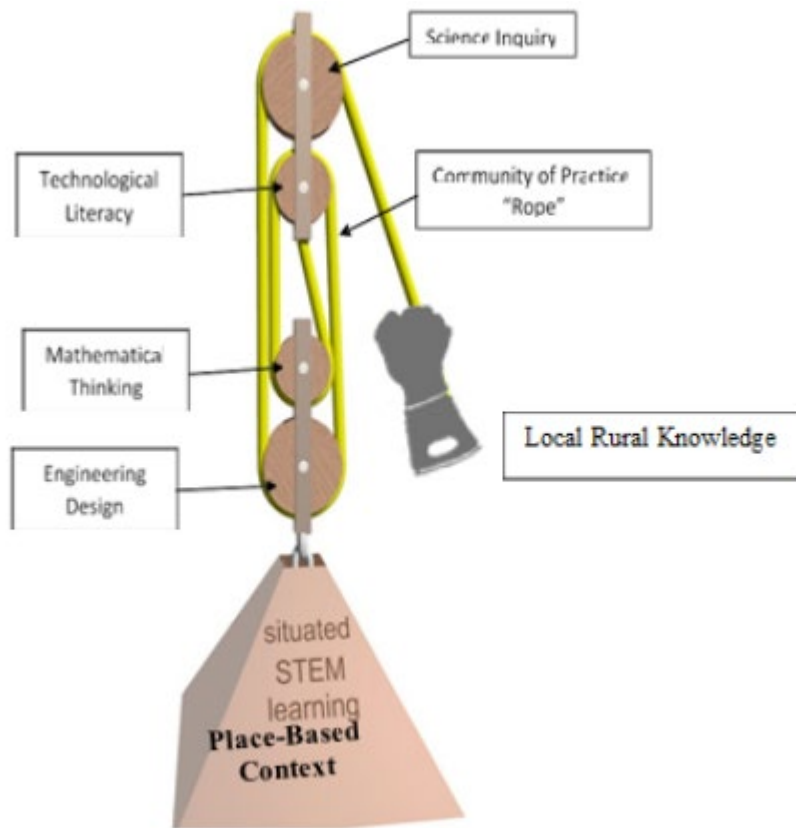 Science Inquiry
Technological
Literacy
Community of Practice
"Rope"
Mathematical
Thinking
Local Rural Knowledge
Engineering
Design
situated
STEM
learning
Place-Based
Context